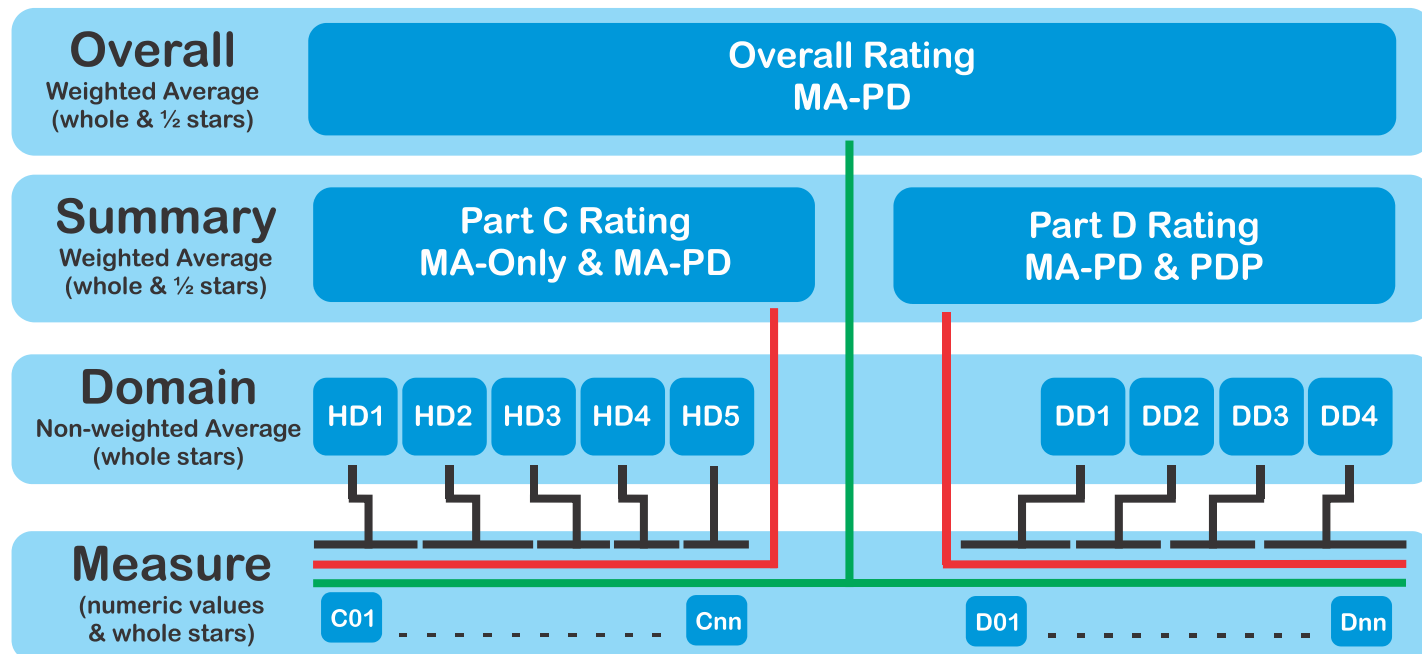 Overall
Weighted Average
(whole & ½ stars)
Overall Rating
MA-PD
Summary
Weighted Average
(whole & ½ stars)
Part C Rating
MA-Only & MA-PD
Part D Rating
MA-PD & PDP
Domain
Non-weighted Average
(whole stars)
HD1
HD2
HD3
HD4
HD5
DD1
DD2
DD3
DD4
Measure
(numeric values
& whole stars)
C01
Cnn
D01
Dnn